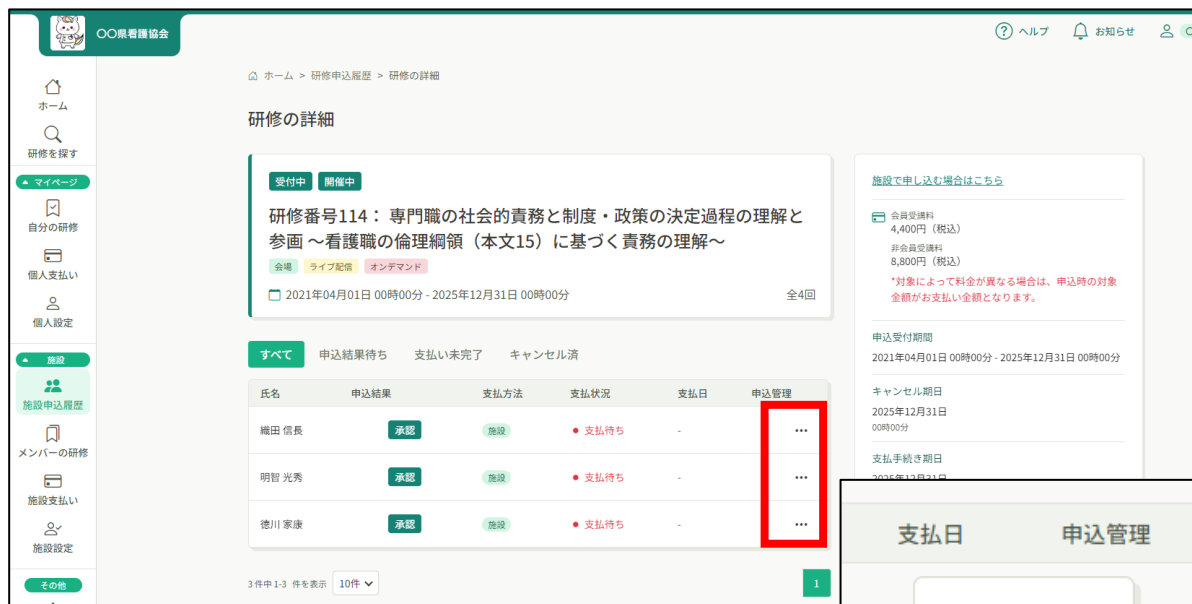 〇〇県看護協会
ヘルプ
お知らせ
ホーム > 研修申込履歴 > 研修の詳細
ホーム
研修を探す
マイページ
自分の研修
個人支払い
個人設定
施設
施設申込履歴
メンバーの研修
施設支払い
施設設定
その他
研修の詳細
受付中 開催中
研修番号114： 専門職の社会的責務と制度・政策の決定過程の理解と
参画 ～看護職の倫理綱領（本文15）に基づく責務の理解～
会場 ライブ配信 オンデマンド
2021年04月01日 00時00分 - 2025年12月31日 00時00分 全4回
すべて 申込結果待ち 支払い未完了 キャンセル済
氏名 申込結果 支払方法 支払状況 支払日 申込管理
織田 信長 承認 施設 ● 支払待ち - ...
明智 光秀 承認 施設 ● 支払待ち - ...
徳川 家康 承認 施設 ● 支払待ち - ...
3 件中 1-3 件を表示 10件 1
施設で申し込む場合はこちら
会員受講料
4,400円（税込）
非会員受講料
8,800円（税込）
*対象によって料金が異なる場合は、申込時の対象
金額がお支払い金額となります。
申込受付期間
2021年04月01日 00時00分 - 2025年12月31日 00時00分
キャンセル期日
2025年12月31日
00時00分
支払手続き期日
2025年12月31日
支払日 申込管理